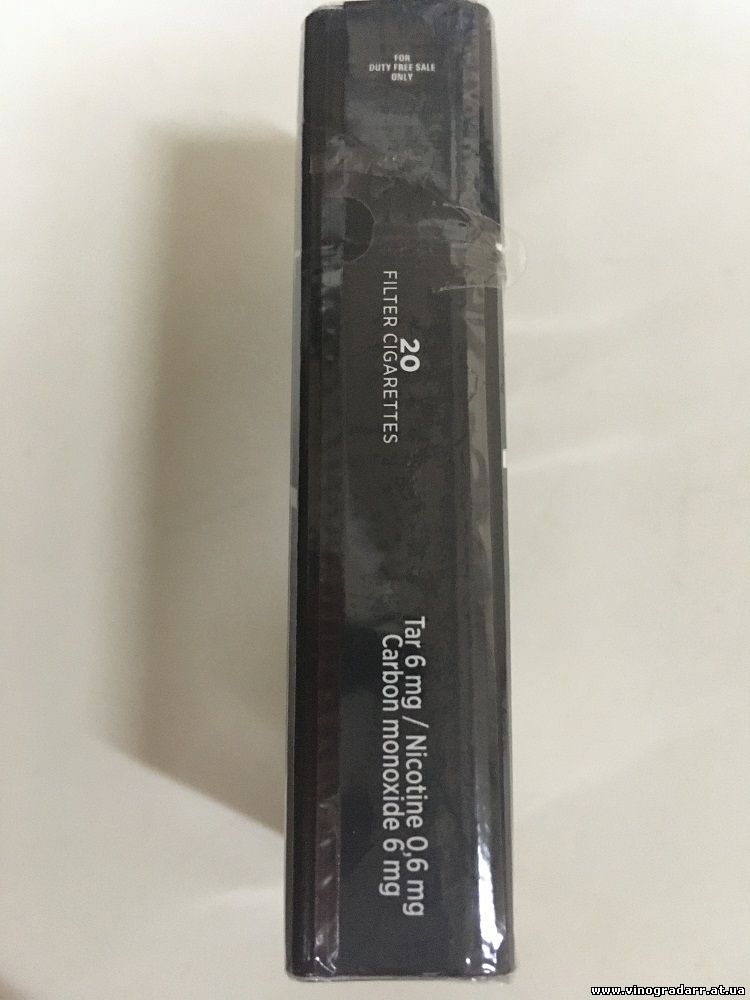 FOR
DUTY FREE SALE
ONLY
20
FILTER CIGARETTES
Tar 6 mg / Nicotine 0,6 mg
Carbon monoxide 6 mg
www.vinogradarr.at.ua